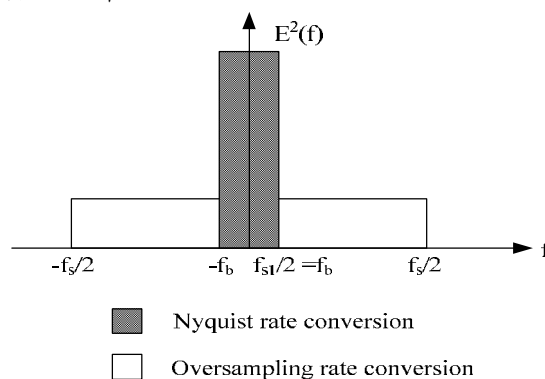 E²(f)
-fs/2
-fb
fs1/2 =fb
fs/2
f
Nyquist rate conversion
Oversampling rate conversion